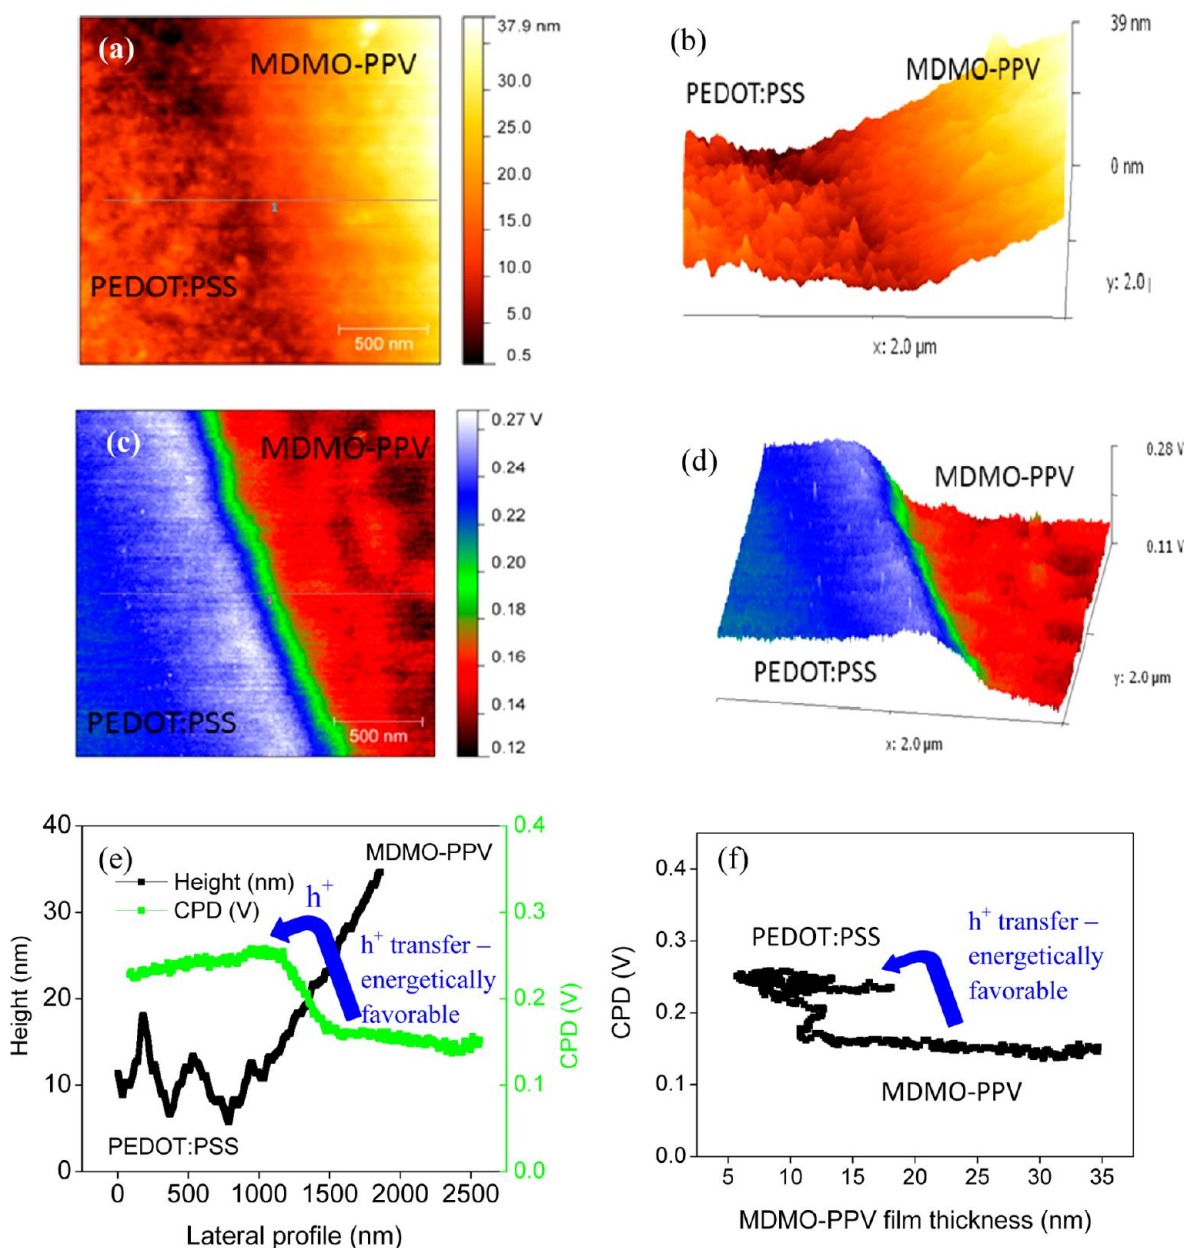 (a)
MDMO-PPV
PEDOT:PSS
1
500 nm
37.9 nm
30.0
25.0
20.0
15.0
10.0
5.0
0.5
(b)
PEDOT:PSS
MDMO-PPV
39 nm
0 nm
y: 2.0
x: 2.0 µm
(c)
MDMO-PPV
PEDOT:PSS
500 nm
0.27 V
0.24
0.22
0.20
0.18
0.16
0.14
0.12
(d)
MDMO-PPV
PEDOT:PSS
0.28 V
0.11 V
y: 2.0 µm
x: 2.0 µm
(e)
MDMO-PPV
Height (nm)
CPD (V)
h⁺
h⁺ transfer –
energetically
favorable
PEDOT:PSS
40
30
20
10
0
Height (nm)
0.4
0.3
0.2
0.1
0.0
CPD (V)
0 500 1000 1500 2000 2500
Lateral profile (nm)
(f)
PEDOT:PSS
h⁺ transfer –
energetically
favorable
MDMO-PPV
0.4
0.3
0.2
0.1
0.0
CPD (V)
5 10 15 20 25 30 35
MDMO-PPV film thickness (nm)